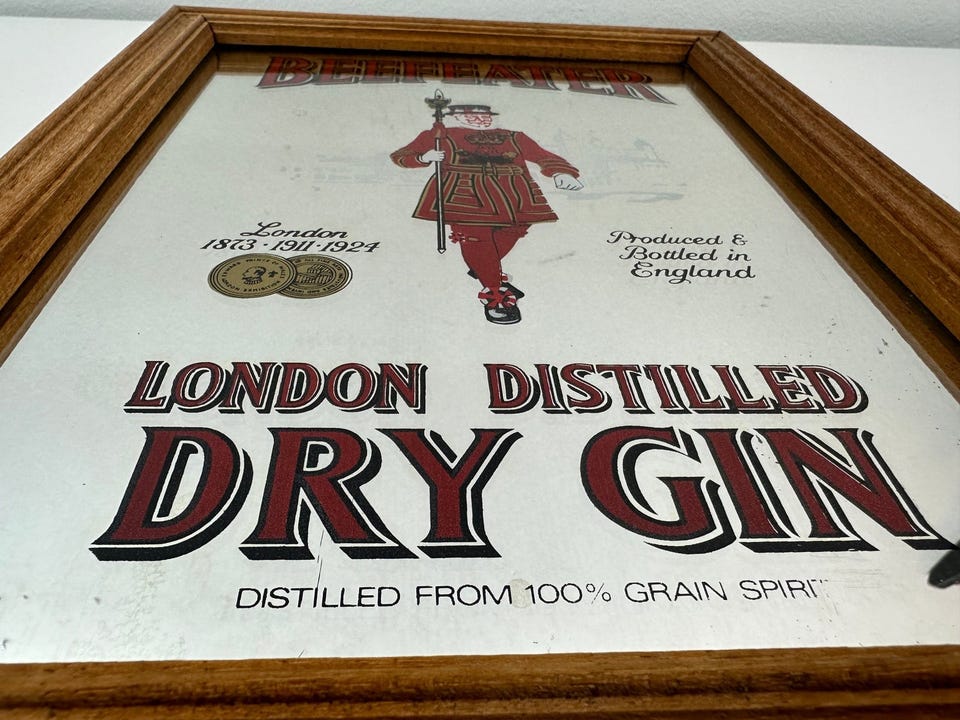 BEEFEATER
London
1873 · 1911 · 1924
Produced &
Bottled in
England
LONDON DISTILLED
DRY GIN
DISTILLED FROM 100% GRAIN SPIRIT